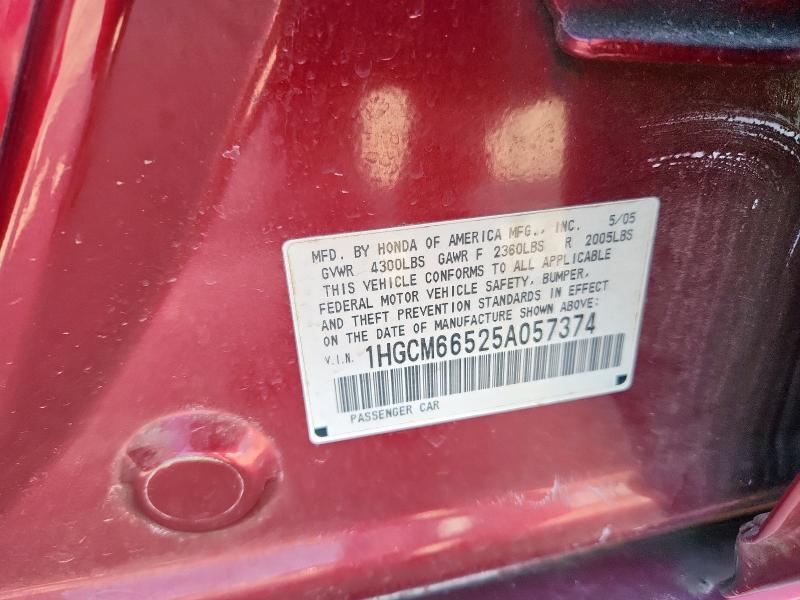 MFD. BY HONDA OF AMERICA MFG., INC. 5/05
GVWR 4300LBS GAWR F 2360LBS R 2005LBS
THIS VEHICLE CONFORMS TO ALL APPLICABLE
FEDERAL MOTOR VEHICLE SAFETY, BUMPER,
AND THEFT PREVENTION STANDARDS IN EFFECT
ON THE DATE OF MANUFACTURE SHOWN ABOVE:
V.I.N. 1HGCM66525A057374
PASSENGER CAR